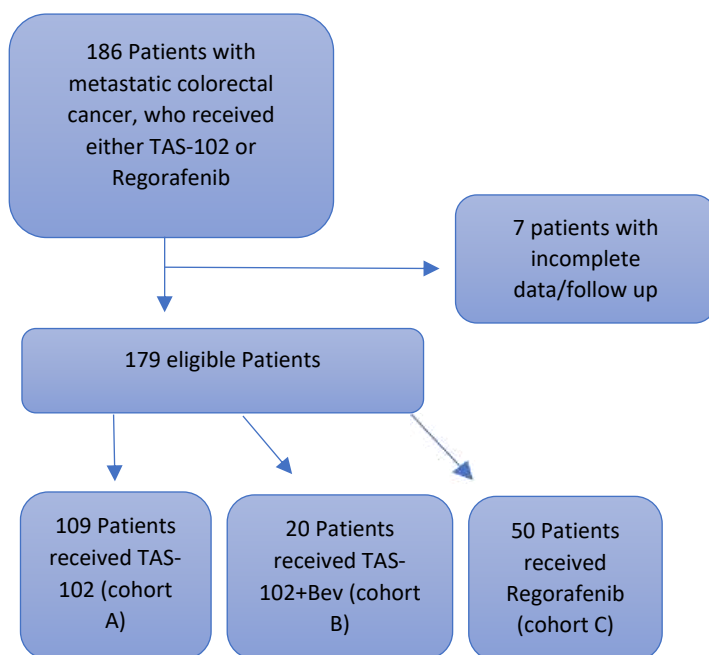 186 Patients with
metastatic colorectal
cancer, who received
either TAS-102 or
Regorafenib
7 patients with
incomplete
data/follow up
179 eligible Patients
109 Patients
received TAS-
102 (cohort
A)
20 Patients
received TAS-
102+Bev (cohort
B)
50 Patients
received
Regorafenib
(cohort C)